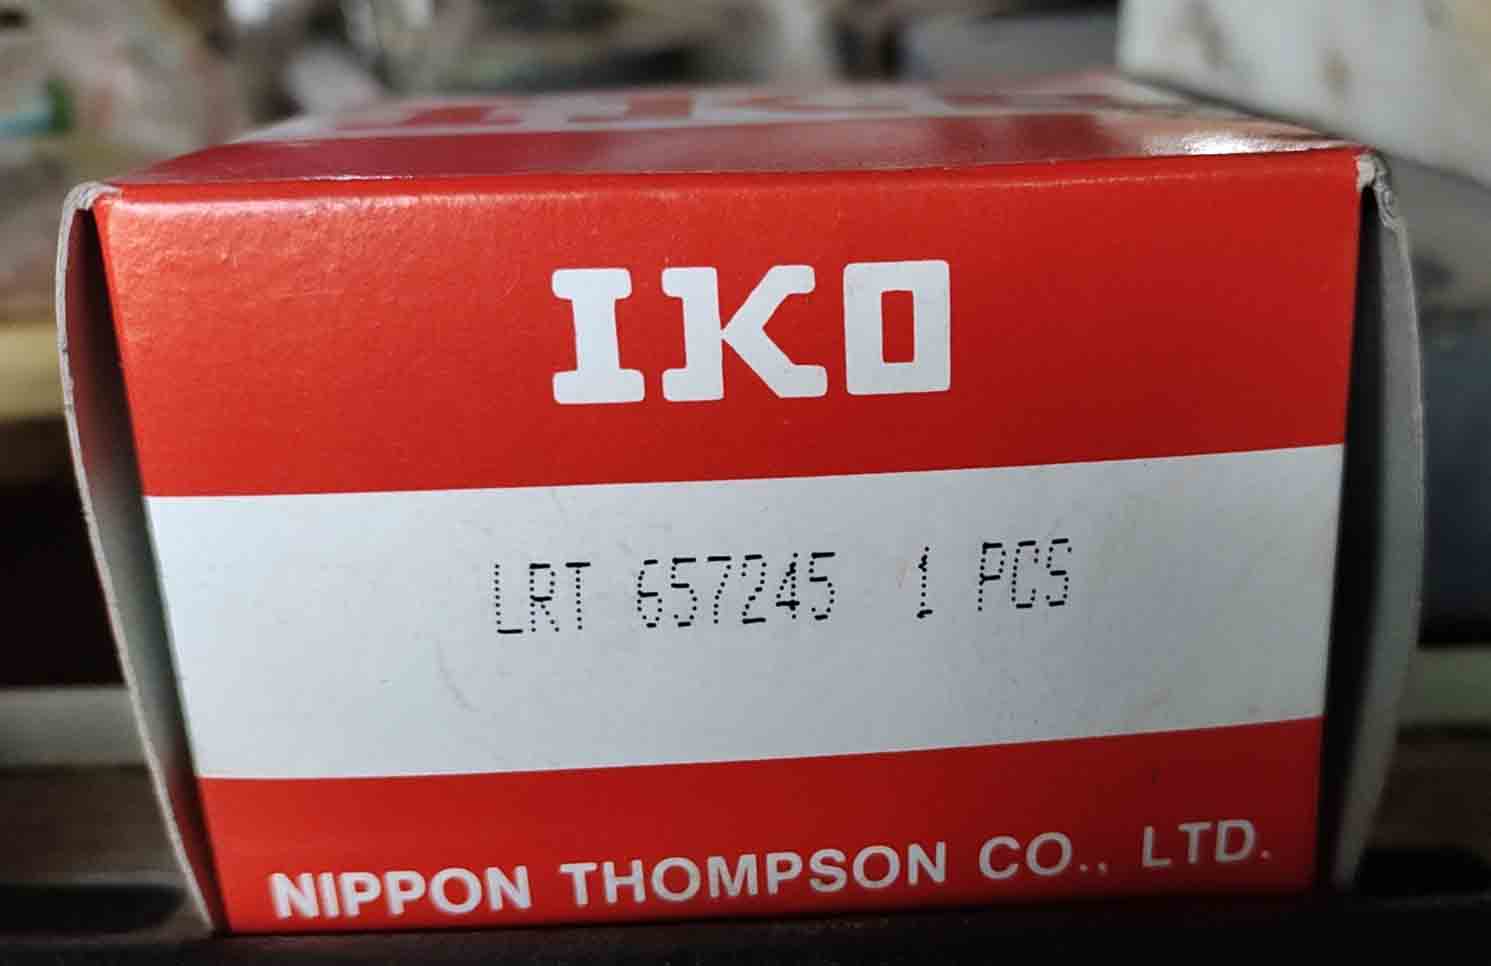 IKO
LRT 657245 1 PCS
NIPPON THOMPSON CO., LTD.